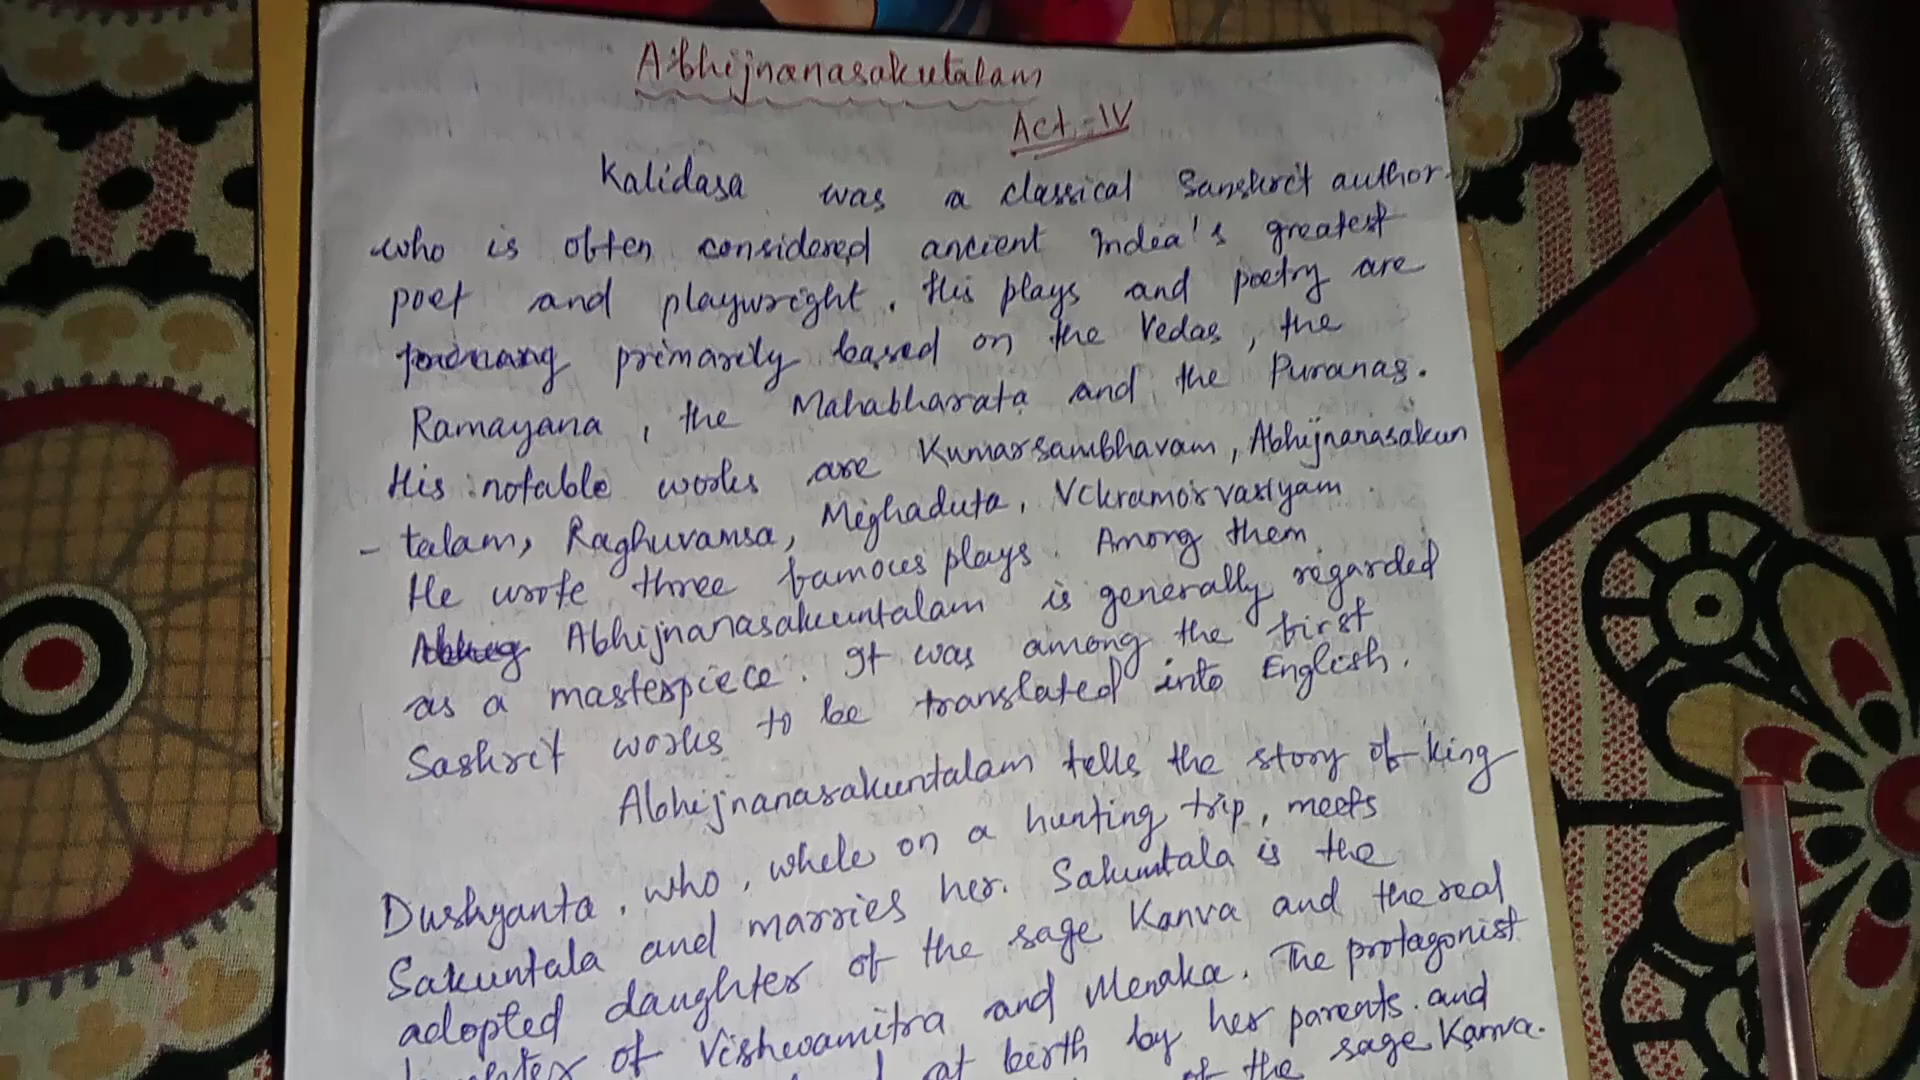 Abhijnanasakutalam
Act-IV
Kalidasa was a classical Sanskrit author
who is often considered ancient India's greatest
poet and playwright. His plays and poetry are
primarily based on the Vedas, the
Ramayana, the Mahabharata and the Puranas.
His notable works are Kumarsambhavam, Abhijnanasakun
- talam, Raghuvamsa, Meghaduta, Vckramorvasiyam.
He wrote three famous plays. Among them
Abhijnanasakuntalam is generally regarded
as a masterpiece. It was among the first
Saskrit works to be translated into English.
Abhijnanasakuntalam tells the story of king
Dushyanta, who, while on a hunting trip, meets
Sakuntala and marries her. Sakuntala is the
adopted daughter of the sage Kanva and the real
of Vishwamitra and Menaka. The protagonist
at birth by her parents. and
of the sage Kanva.